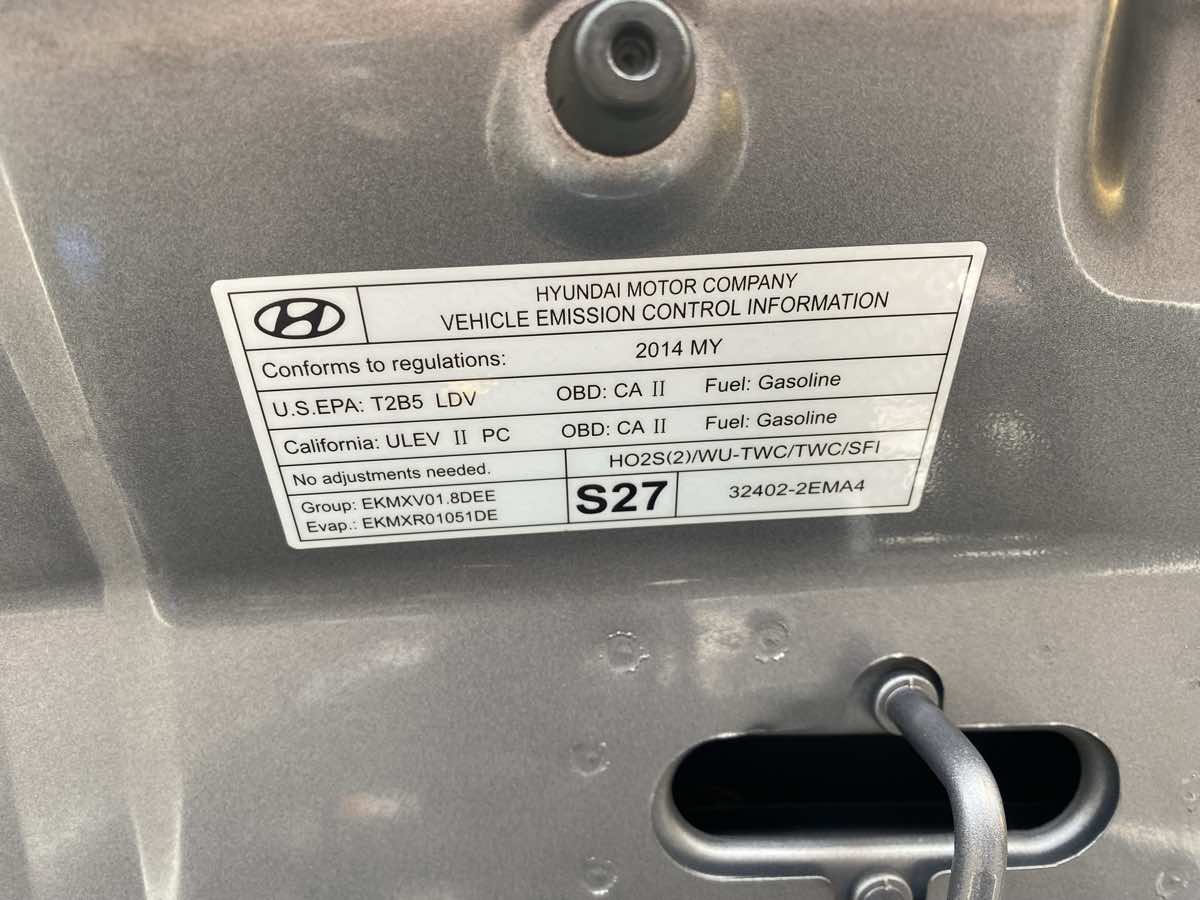 HYUNDAI MOTOR COMPANY
VEHICLE EMISSION CONTROL INFORMATION
Conforms to regulations: 2014 MY
U.S.EPA: T2B5 LDV OBD: CA II Fuel: Gasoline
California: ULEV II PC OBD: CA II Fuel: Gasoline
No adjustments needed. HO2S(2)/WU-TWC/TWC/SFI
Group: EKMXV01.8DEE
Evap.: EKMXR01051DE
S27 32402-2EMA4